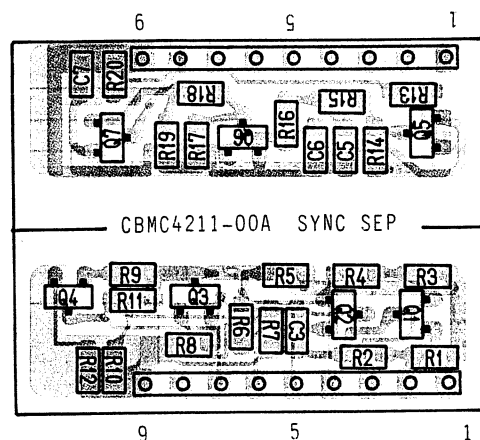 9 5 1
C7 R20 R18 R15 R13
Q7 R19 R17 Q6 R16 C6 C5 R14 Q5
CBMC4211-00A SYNC SEP
R9 R5 R4 R3
Q4 R11 Q3 R6 R7 C3 Q2 Q1
R12 R10 R8 R2 R1
9 5 1